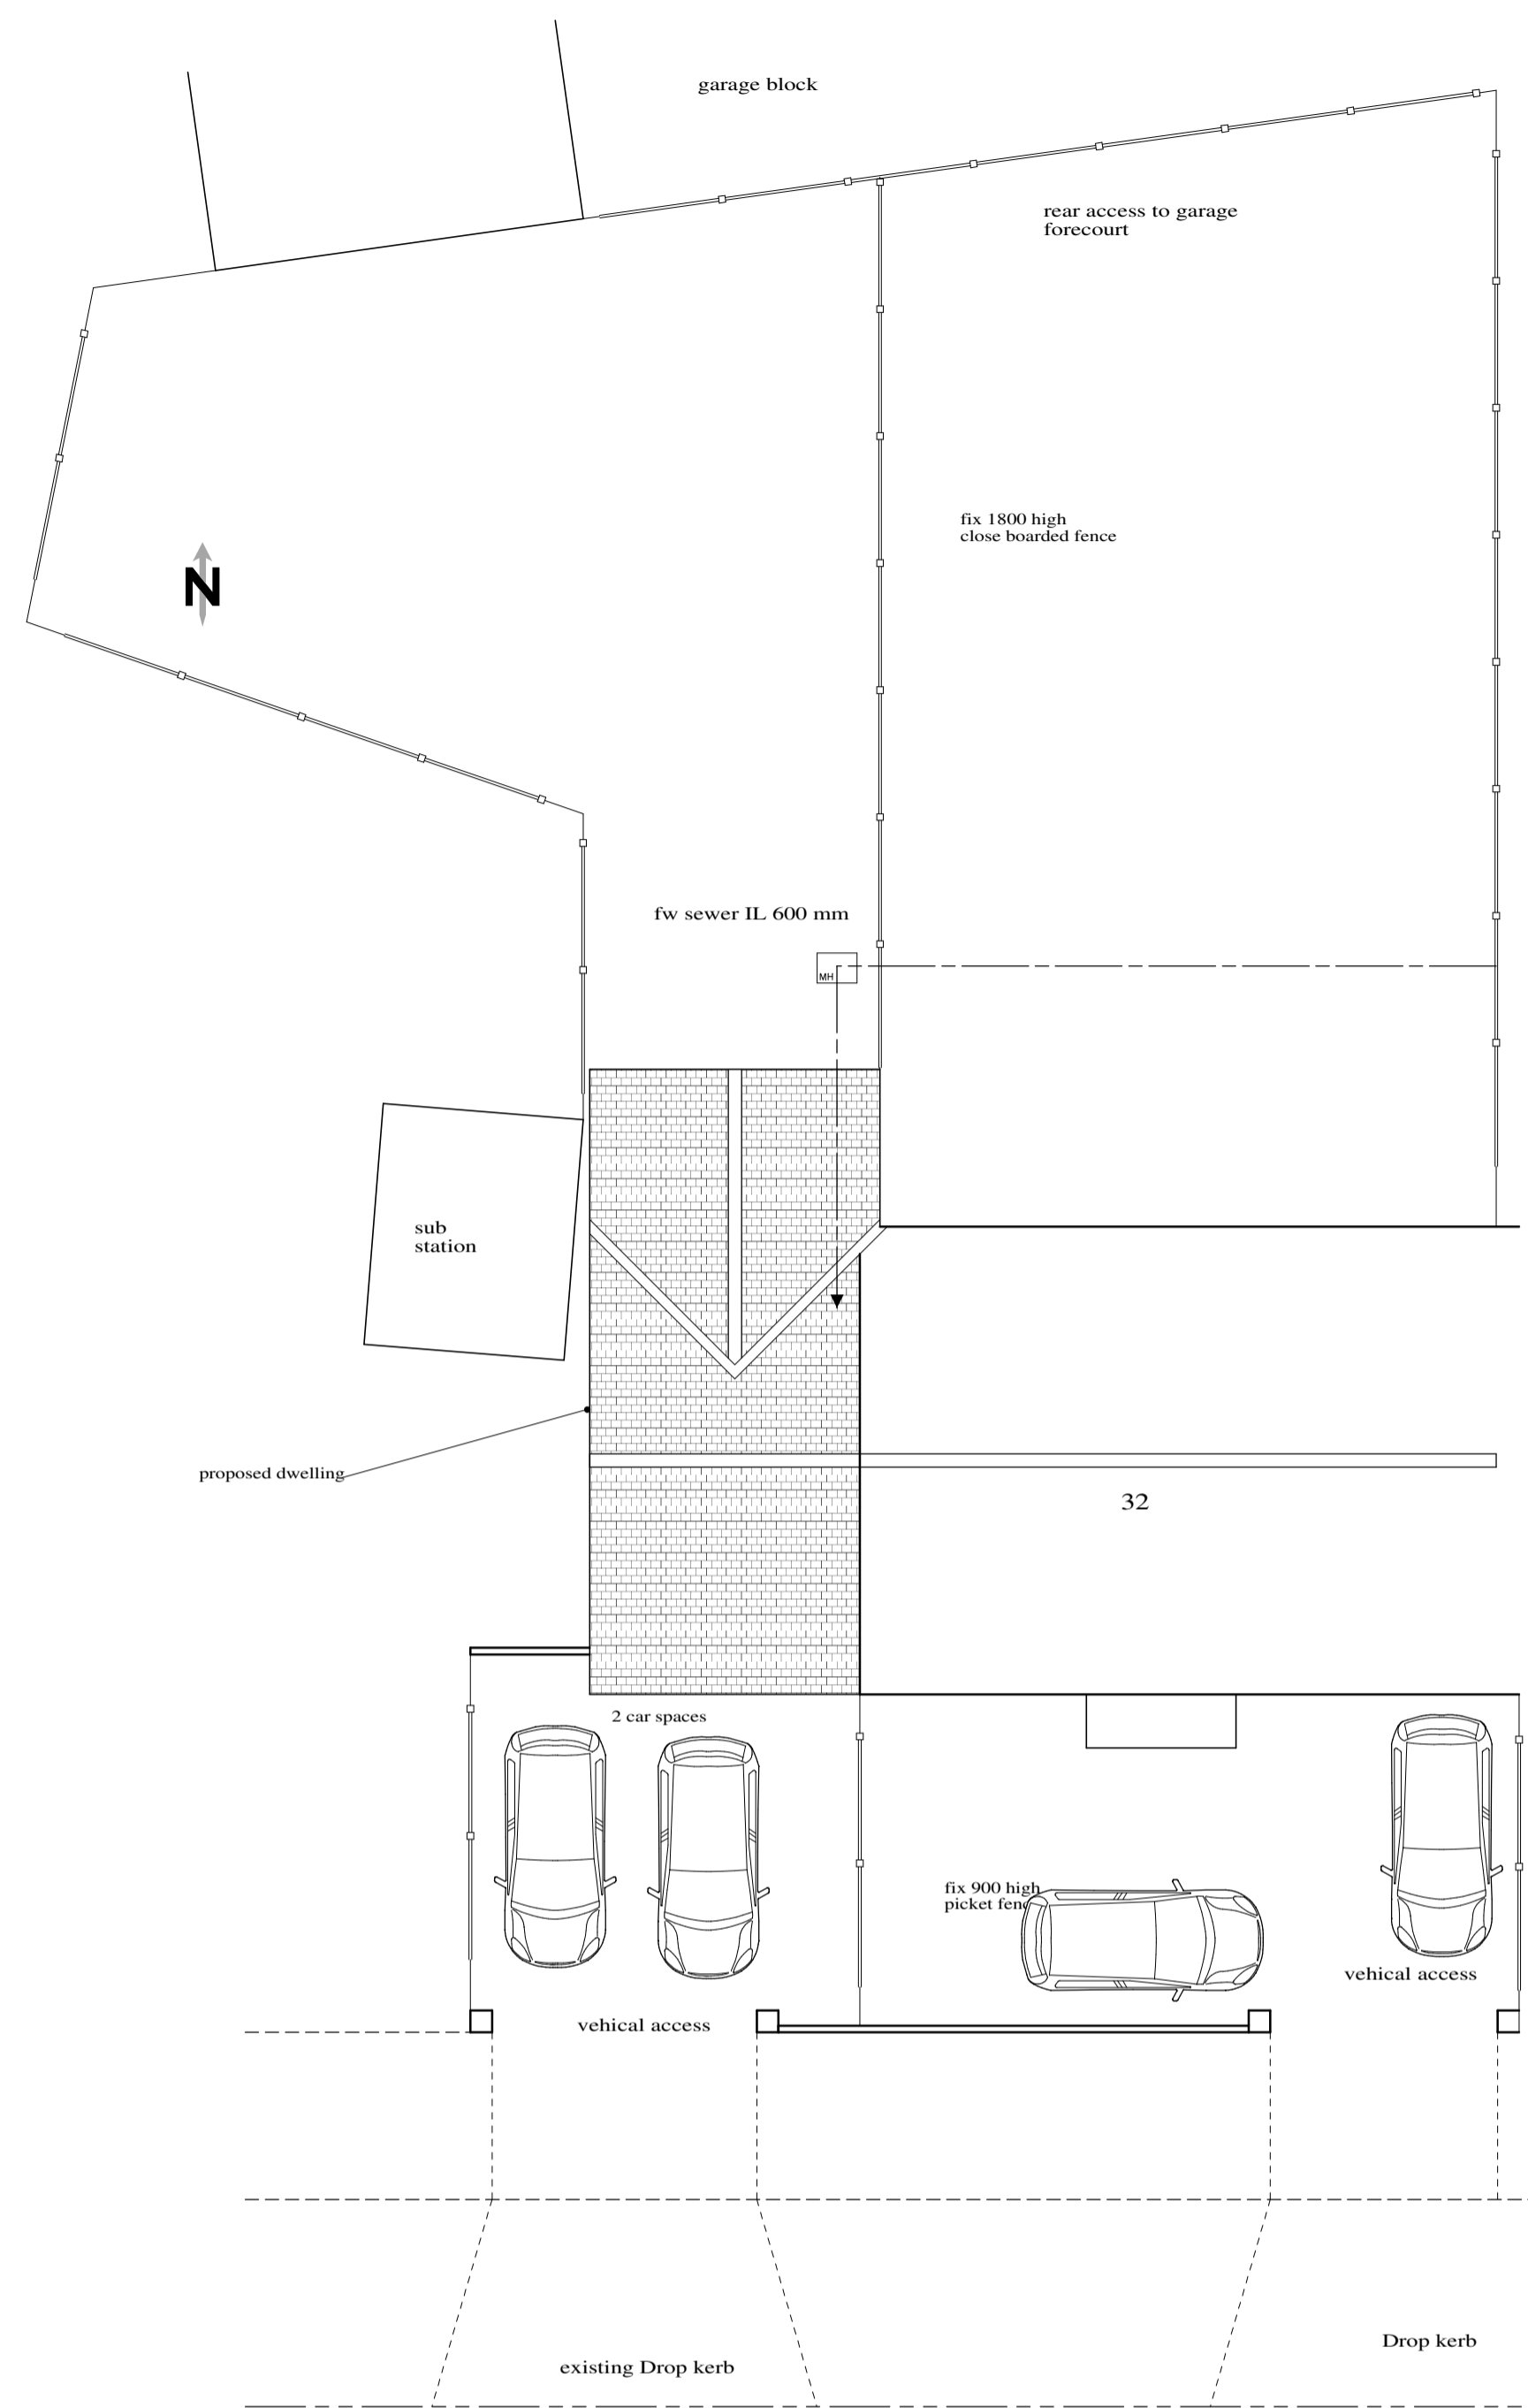 garage block
rear access to garage
forecourt
fix 1800 high
close boarded fence
N
fw sewer IL 600 mm
MH
sub
station
proposed dwelling
32
2 car spaces
fix 900 high
picket fenc
vehical access
vehical access
Drop kerb
existing Drop kerb